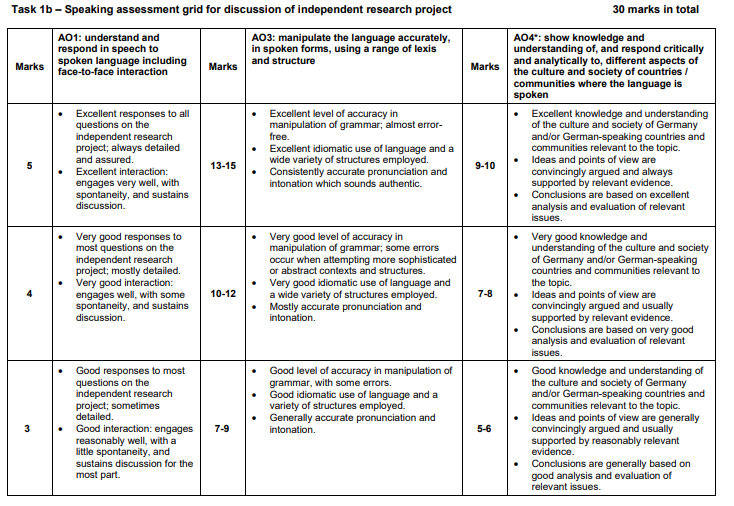 Task 1b – Speaking assessment grid for discussion of independent research project 30 marks in total
Marks
AO1: understand and
respond in speech to
spoken language including
face-to-face interaction
Marks
AO3: manipulate the language accurately,
in spoken forms, using a range of lexis
and structure
Marks
AO4*: show knowledge and
understanding of, and respond critically
and analytically to, different aspects of
the culture and society of countries /
communities where the language is
spoken
5
• Excellent responses to all
questions on the
independent research
project; always detailed
and assured.
• Excellent interaction:
engages very well, with
spontaneity, and sustains
discussion.
13-15
• Excellent level of accuracy in
manipulation of grammar; almost error-
free.
• Excellent idiomatic use of language and a
wide variety of structures employed.
• Consistently accurate pronunciation and
intonation which sounds authentic.
9-10
• Excellent knowledge and understanding
of the culture and society of Germany
and/or German-speaking countries and
communities relevant to the topic.
• Ideas and points of view are
convincingly argued and always
supported by relevant evidence.
• Conclusions are based on excellent
analysis and evaluation of relevant
issues.
4
• Very good responses to
most questions on the
independent research
project; mostly detailed.
• Very good interaction:
engages well, with some
spontaneity, and sustains
discussion.
10-12
• Very good level of accuracy in
manipulation of grammar; some errors
occur when attempting more sophisticated
or abstract contexts and structures.
• Very good idiomatic use of language and
a wide variety of structures employed.
• Mostly accurate pronunciation and
intonation.
7-8
• Very good knowledge and
understanding of the culture and society
of Germany and/or German-speaking
countries and communities relevant to
the topic.
• Ideas and points of view are
convincingly argued and usually
supported by relevant evidence.
• Conclusions are based on very good
analysis and evaluation of relevant
issues.
3
• Good responses to most
questions on the
independent research
project; sometimes
detailed.
• Good interaction: engages
reasonably well, with a
little spontaneity, and
sustains discussion for the
most part.
7-9
• Good level of accuracy in manipulation of
grammar, with some errors.
• Good idiomatic use of language and a
variety of structures employed.
• Generally accurate pronunciation and
intonation.
5-6
• Good knowledge and understanding of
the culture and society of Germany
and/or German-speaking countries and
communities relevant to the topic.
• Ideas and points of view are generally
convincingly argued and usually
supported by reasonably relevant
evidence.
• Conclusions are generally based on
good analysis and evaluation of
relevant issues.